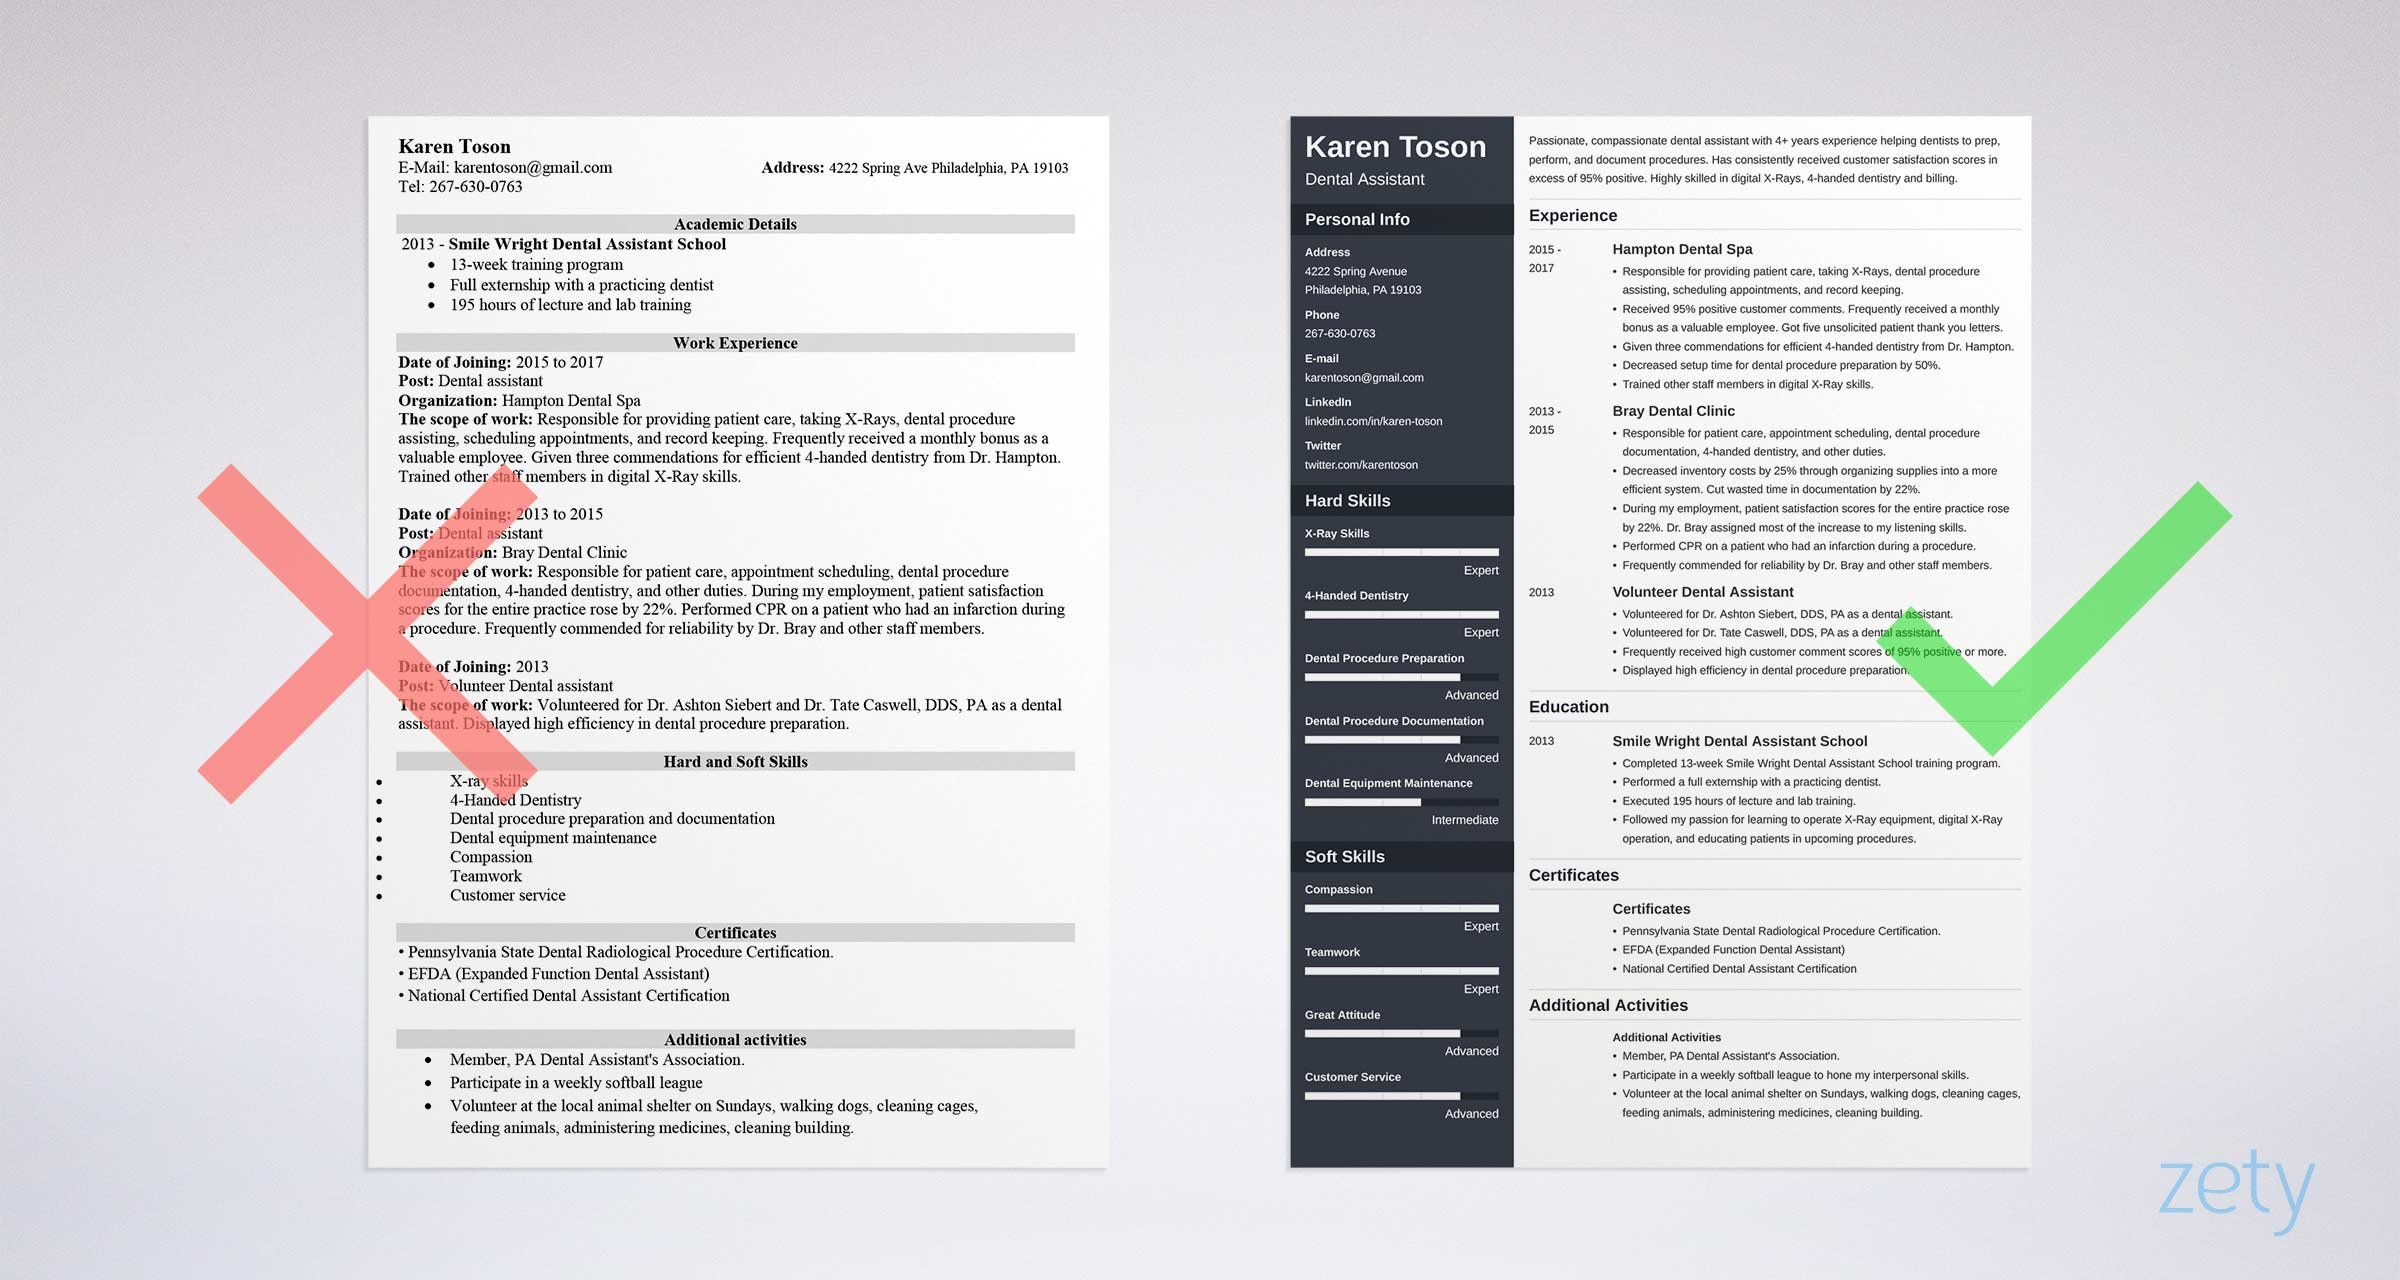 Karen Toson
E-Mail: karentoson@gmail.com
Address: 4222 Spring Ave Philadelphia, PA 19103
Tel: 267-630-0763
Academic Details
2013 - Smile Wright Dental Assistant School
• 13-week training program
• Full externship with a practicing dentist
• 195 hours of lecture and lab training
Work Experience
Date of Joining: 2015 to 2017
Post: Dental assistant
Organization: Hampton Dental Spa
The scope of work: Responsible for providing patient care, taking X-Rays, dental procedure
assisting, scheduling appointments, and record keeping. Frequently received a monthly bonus as a
valuable employee. Given three commendations for efficient 4-handed dentistry from Dr. Hampton.
Trained other staff members in digital X-Ray skills.
Date of Joining: 2013 to 2015
Post: Dental assistant
Organization: Bray Dental Clinic
The scope of work: Responsible for patient care, appointment scheduling, dental procedure
documentation, 4-handed dentistry, and other duties. During my employment, patient satisfaction
scores for the entire practice rose by 22%. Performed CPR on a patient who had an infarction during
a procedure. Frequently commended for reliability by Dr. Bray and other staff members.
Date of Joining: 2013
Post: Volunteer Dental assistant
The scope of work: Volunteered for Dr. Ashton Siebert and Dr. Tate Caswell, DDS, PA as a dental
assistant. Displayed high efficiency in dental procedure preparation.
Hard and Soft Skills
• X-ray skills
• 4-Handed Dentistry
• Dental procedure preparation and documentation
• Dental equipment maintenance
• Compassion
• Teamwork
• Customer service
Certificates
• Pennsylvania State Dental Radiological Procedure Certification.
• EFDA (Expanded Function Dental Assistant)
• National Certified Dental Assistant Certification
Additional activities
• Member, PA Dental Assistant's Association.
• Participate in a weekly softball league
• Volunteer at the local animal shelter on Sundays, walking dogs, cleaning cages,
feeding animals, administering medicines, cleaning building.
Karen Toson
Dental Assistant
Personal Info
Address
4222 Spring Avenue
Philadelphia, PA 19103
Phone
267-630-0763
E-mail
karentoson@gmail.com
LinkedIn
linkedin.com/in/karen-toson
Twitter
twitter.com/karentoson
Hard Skills
X-Ray Skills
Expert
4-Handed Dentistry
Expert
Dental Procedure Preparation
Advanced
Dental Procedure Documentation
Advanced
Dental Equipment Maintenance
Intermediate
Soft Skills
Compassion
Expert
Teamwork
Expert
Great Attitude
Advanced
Customer Service
Advanced
Passionate, compassionate dental assistant with 4+ years experience helping dentists to prep,
perform, and document procedures. Has consistently received customer satisfaction scores in
excess of 95% positive. Highly skilled in digital X-Rays, 4-handed dentistry and billing.
Experience
2015 -
2017
Hampton Dental Spa
• Responsible for providing patient care, taking X-Rays, dental procedure
assisting, scheduling appointments, and record keeping.
• Received 95% positive customer comments. Frequently received a monthly
bonus as a valuable employee. Got five unsolicited patient thank you letters.
• Given three commendations for efficient 4-handed dentistry from Dr. Hampton.
• Decreased setup time for dental procedure preparation by 50%.
• Trained other staff members in digital X-Ray skills.
2013 -
2015
Bray Dental Clinic
• Responsible for patient care, appointment scheduling, dental procedure
documentation, 4-handed dentistry, and other duties.
• Decreased inventory costs by 25% through organizing supplies into a more
efficient system. Cut wasted time in documentation by 22%.
• During my employment, patient satisfaction scores for the entire practice rose
by 22%. Dr. Bray assigned most of the increase to my listening skills.
• Performed CPR on a patient who had an infarction during a procedure.
• Frequently commended for reliability by Dr. Bray and other staff members.
2013
Volunteer Dental Assistant
• Volunteered for Dr. Ashton Siebert, DDS, PA as a dental assistant.
• Volunteered for Dr. Tate Caswell, DDS, PA as a dental assistant.
• Frequently received high customer comment scores of 95% positive or more.
• Displayed high efficiency in dental procedure preparation.
Education
2013
Smile Wright Dental Assistant School
• Completed 13-week Smile Wright Dental Assistant School training program.
• Performed a full externship with a practicing dentist.
• Executed 195 hours of lecture and lab training.
• Followed my passion for learning to operate X-Ray equipment, digital X-Ray
operation, and educating patients in upcoming procedures.
Certificates
Certificates
• Pennsylvania State Dental Radiological Procedure Certification.
• EFDA (Expanded Function Dental Assistant)
• National Certified Dental Assistant Certification
Additional Activities
Additional Activities
• Member, PA Dental Assistant's Association.
• Participate in a weekly softball league to hone my interpersonal skills.
• Volunteer at the local animal shelter on Sundays, walking dogs, cleaning cages,
feeding animals, administering medicines, cleaning building.
zety